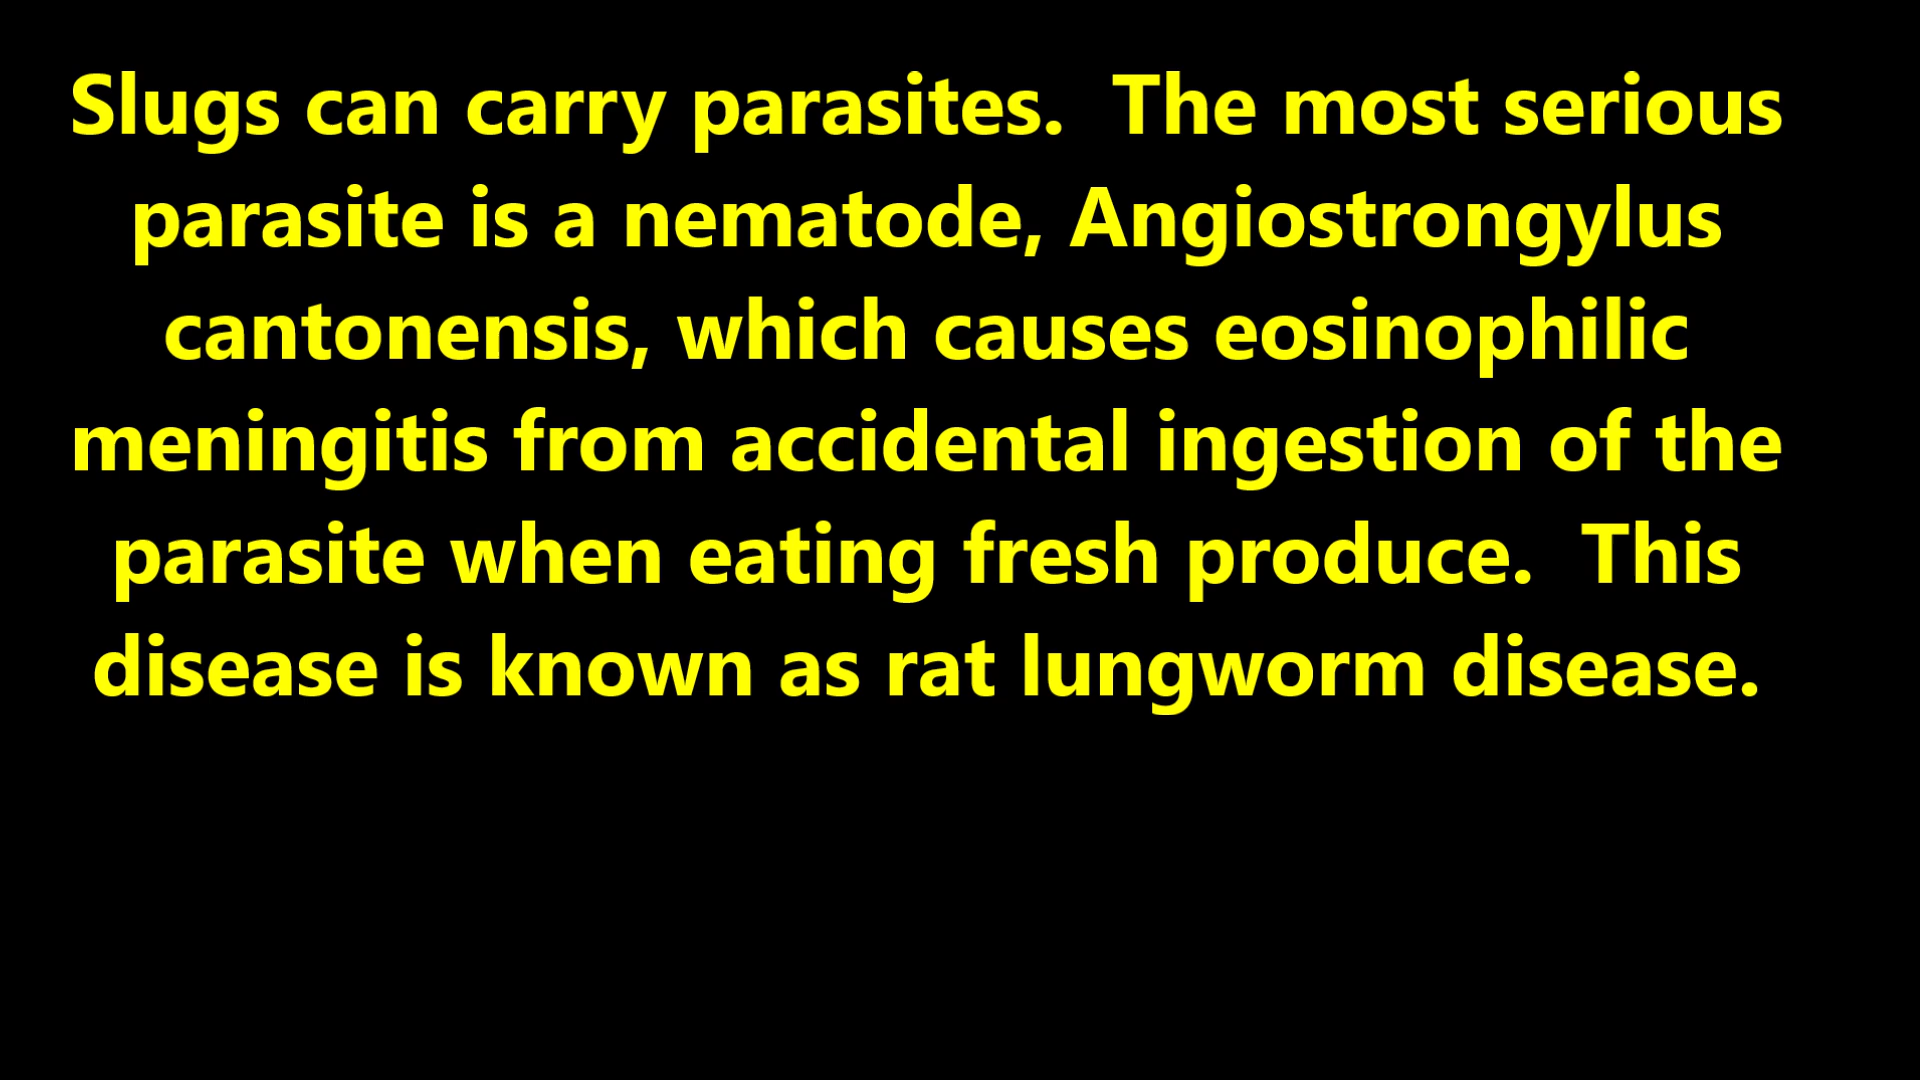 Slugs can carry parasites.  The most serious
parasite is a nematode, Angiostrongylus
cantonensis, which causes eosinophilic
meningitis from accidental ingestion of the
parasite when eating fresh produce.  This
disease is known as rat lungworm disease.